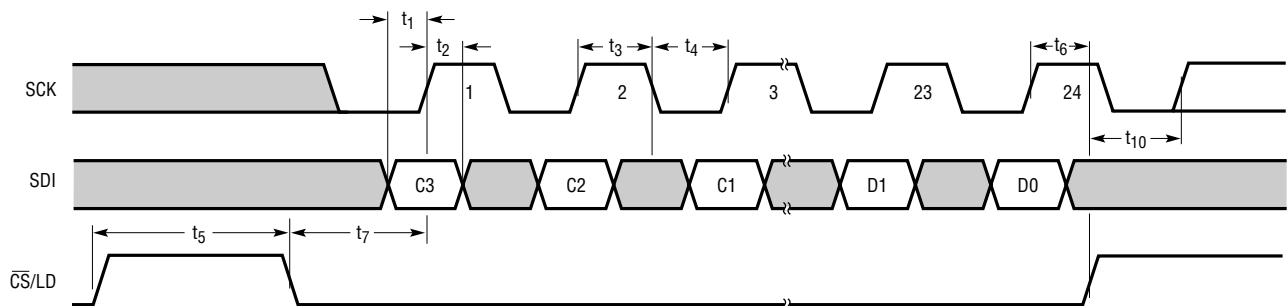 t1
t2 t3 t4 t6
SCK 1 2 3 23 24
t10
SDI C3 C2 C1 D1 D0
t5 t7
C̅S̅/LD